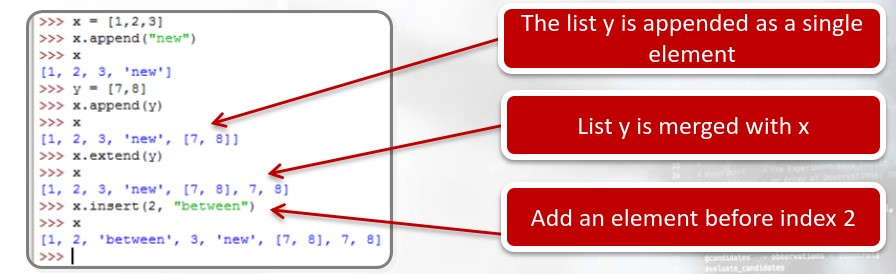 >>> x = [1,2,3]
>>> x.append("new")
>>> x
[1, 2, 3, 'new']
>>> y = [7,8]
>>> x.append(y)
>>> x
[1, 2, 3, 'new', [7, 8]]
>>> x.extend(y)
>>> x
[1, 2, 3, 'new', [7, 8], 7, 8]
>>> x.insert(2, "between")
>>> x
[1, 2, 'between', 3, 'new', [7, 8], 7, 8]
>>>
The list y is appended as a single
element
List y is merged with x
Add an element before index 2
evaluate_candidates